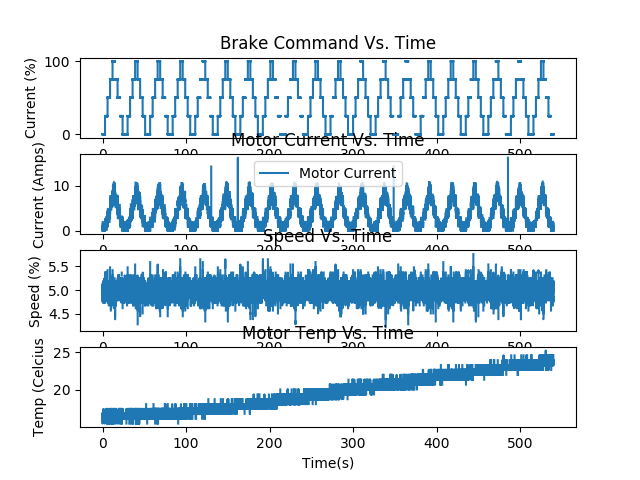 Brake Command Vs. Time
Current (%)
100
0
0 100 200 300 400 500
Motor Current Vs. Time
Current (Amps)
10
0
Motor Current
0 100 200 300 400 500
Speed Vs. Time
Speed (%)
5.5
5.0
4.5
0 100 200 300 400 500
Motor Tenp Vs. Time
Temp (Celcius
25
20
0 100 200 300 400 500
Time(s)